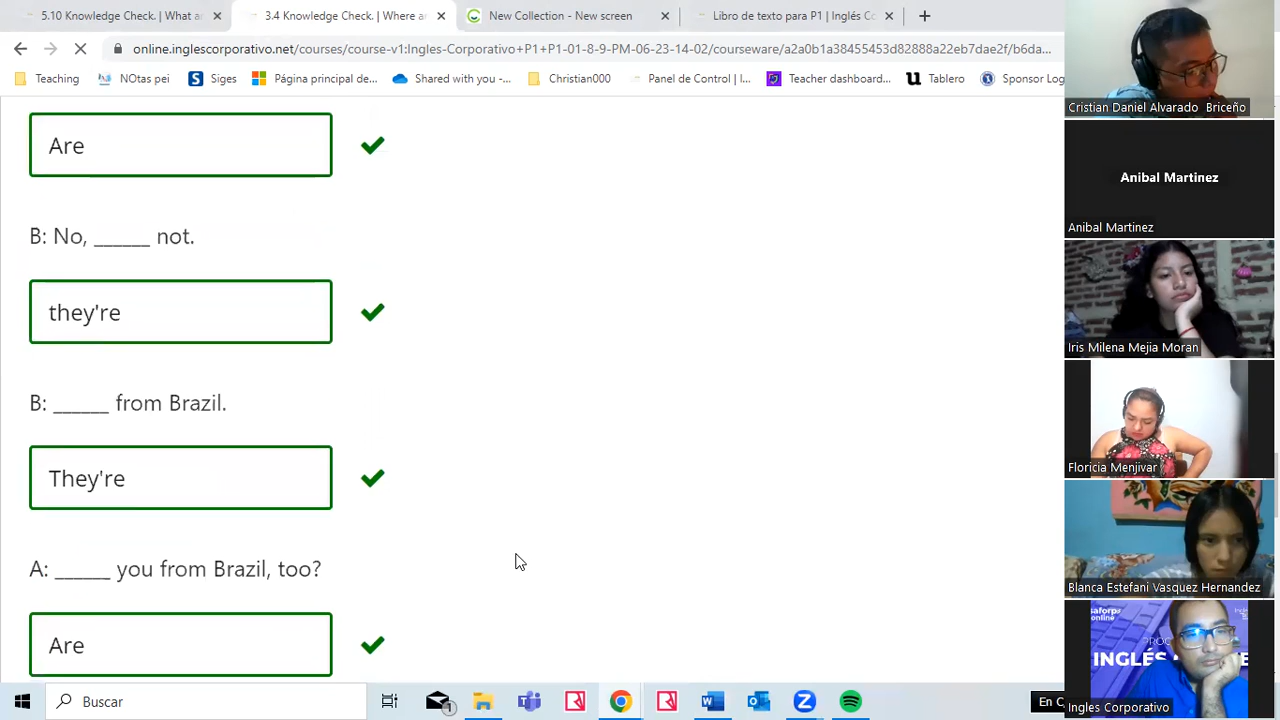 5.10 Knowledge Check. | What a
3.4 Knowledge Check. | Where ar
New Collection - New screen
Libro de texto para P1 | Inglés Co
online.inglescorporativo.net/courses/course-v1:Ingles-Corporativo+P1+P1-01-8-9-PM-06-23-14-02/courseware/a2a0b1a38455453d82888a22eb7dae2f/b6da...
Teaching
NOtas pei
Siges
Página principal de...
Shared with you -...
Christian000
Panel de Control | I...
Teacher dashboard...
Tablero
Sponsor Log
Are
B: No, ______ not.
they're
B: ______ from Brazil.
They're
A: ______ you from Brazil, too?
Are
Buscar
En C
Cristian Daniel Alvarado Briceño
Anibal Martinez
Anibal Martinez
Iris Milena Mejia Moran
Floricia Menjivar
Blanca Estefani Vasquez Hernandez
online
INGLÉS
Ingles Corporativo